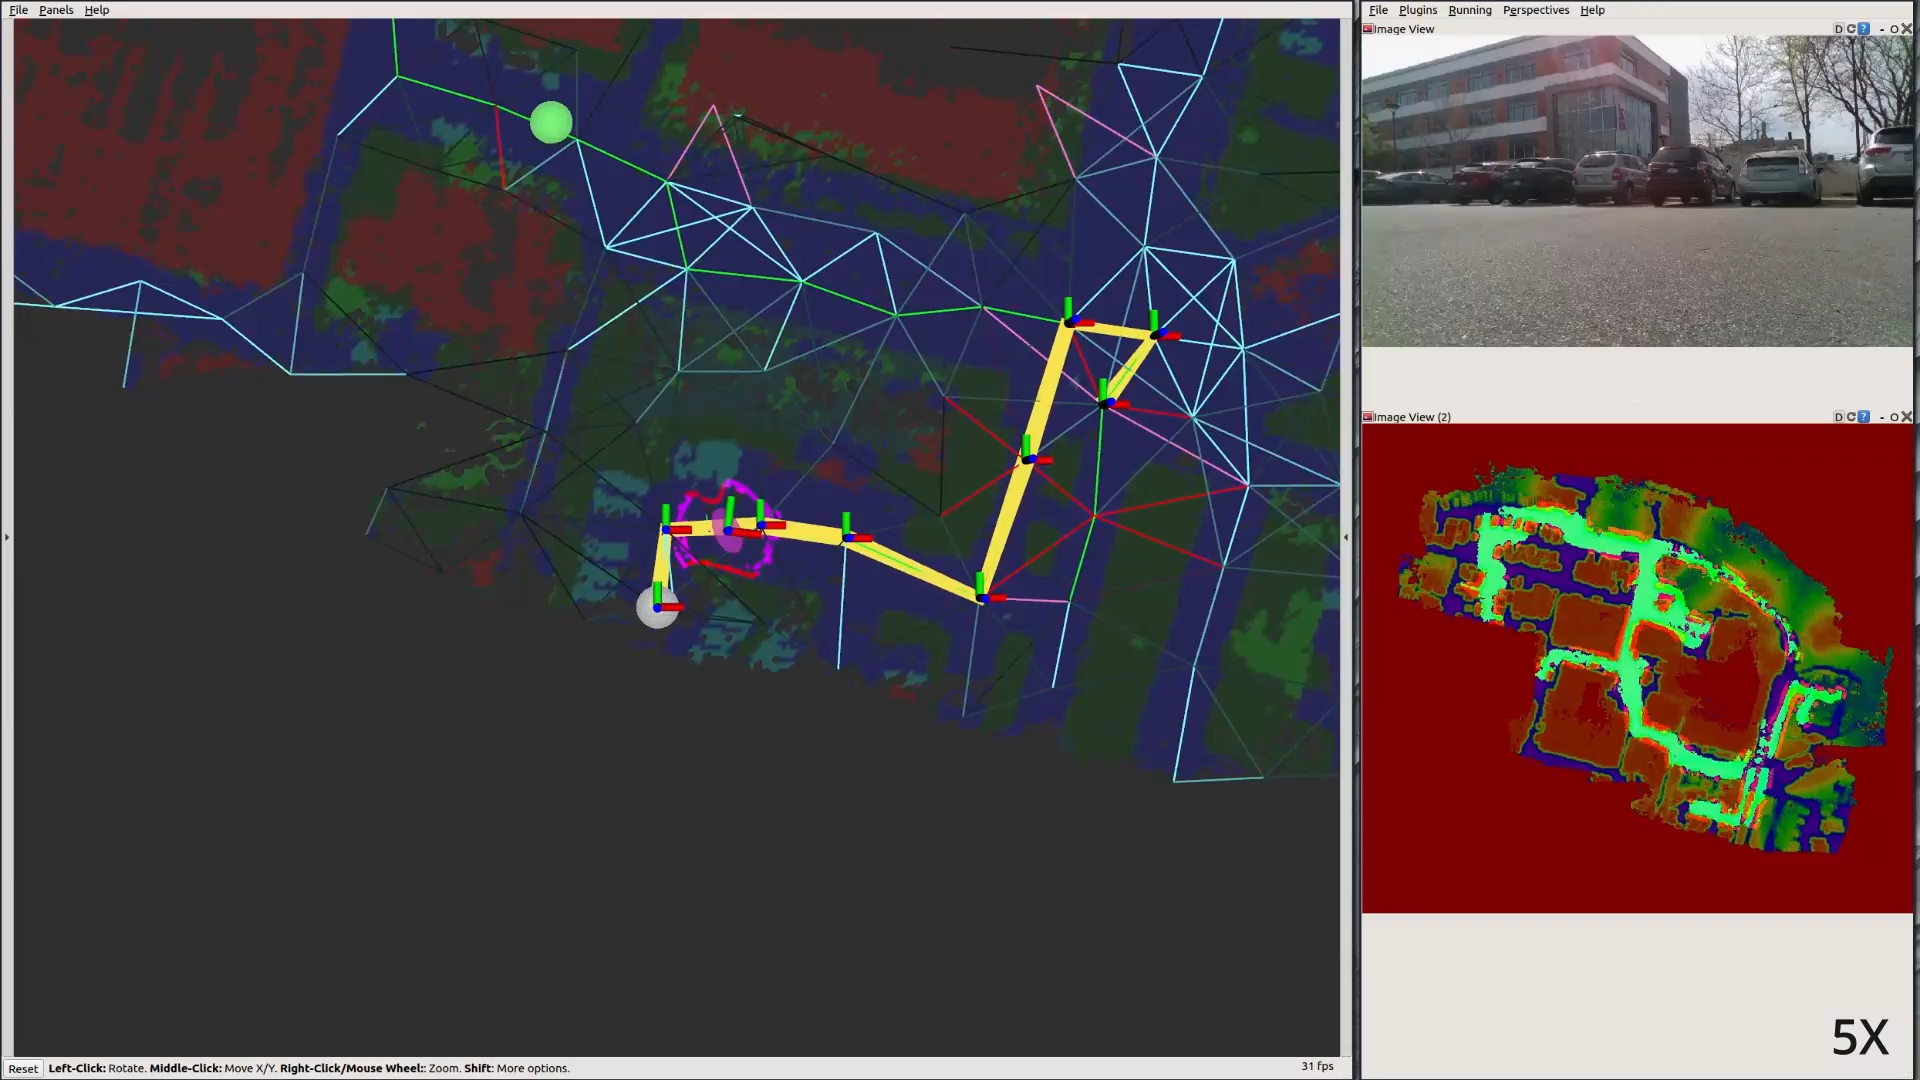 File Panels Help
File Plugins Running Perspectives Help
Image View
D C ? - O
Image View (2)
D C ? - O
5X
Reset Left-Click: Rotate. Middle-Click: Move X/Y. Right-Click/Mouse Wheel:: Zoom. Shift: More options. 31 fps